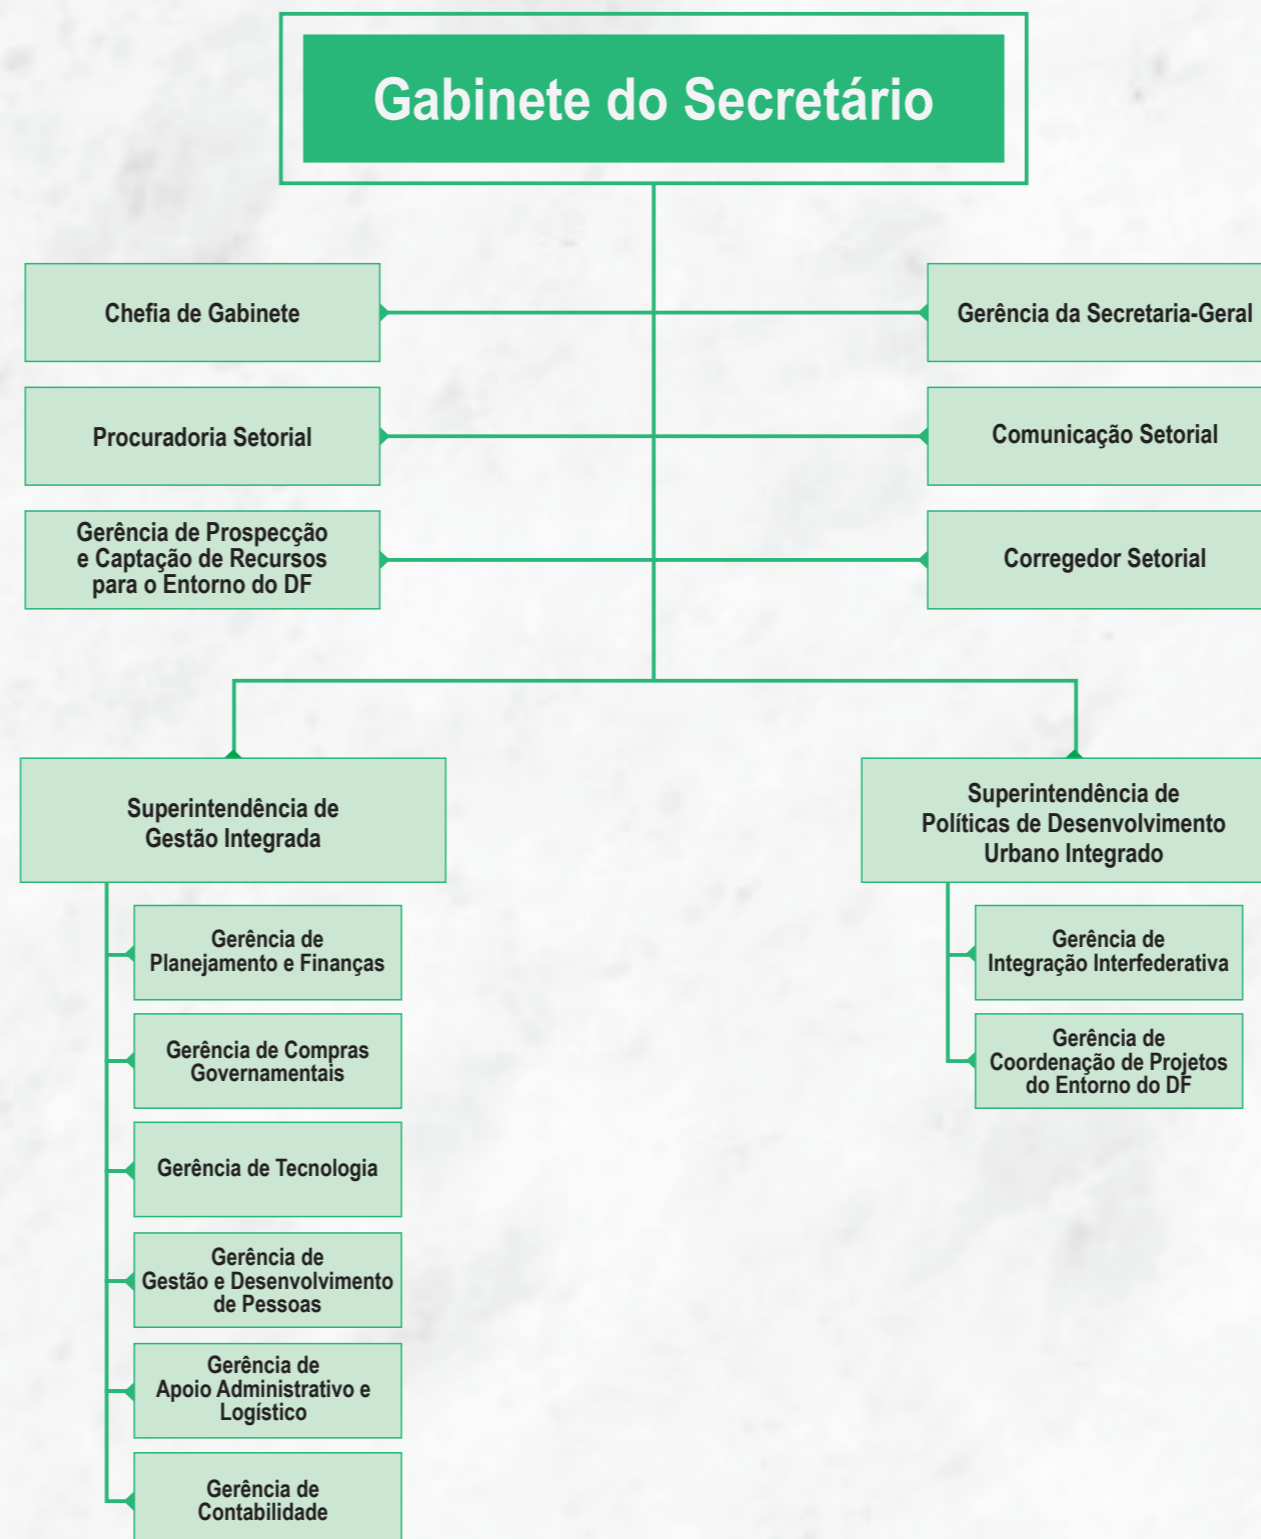 Gabinete do Secretário
Chefia de Gabinete
Gerência da Secretaria-Geral
Procuradoria Setorial
Comunicação Setorial
Gerência de Prospecção
e Captação de Recursos
para o Entorno do DF
Corregedor Setorial
Superintendência de
Gestão Integrada
Gerência de
Planejamento e Finanças
Gerência de Compras
Governamentais
Gerência de Tecnologia
Gerência de
Gestão e Desenvolvimento
de Pessoas
Gerência de
Apoio Administrativo e
Logístico
Gerência de
Contabilidade
Superintendência de
Políticas de Desenvolvimento
Urbano Integrado
Gerência de
Integração Interfederativa
Gerência de
Coordenação de Projetos
do Entorno do DF